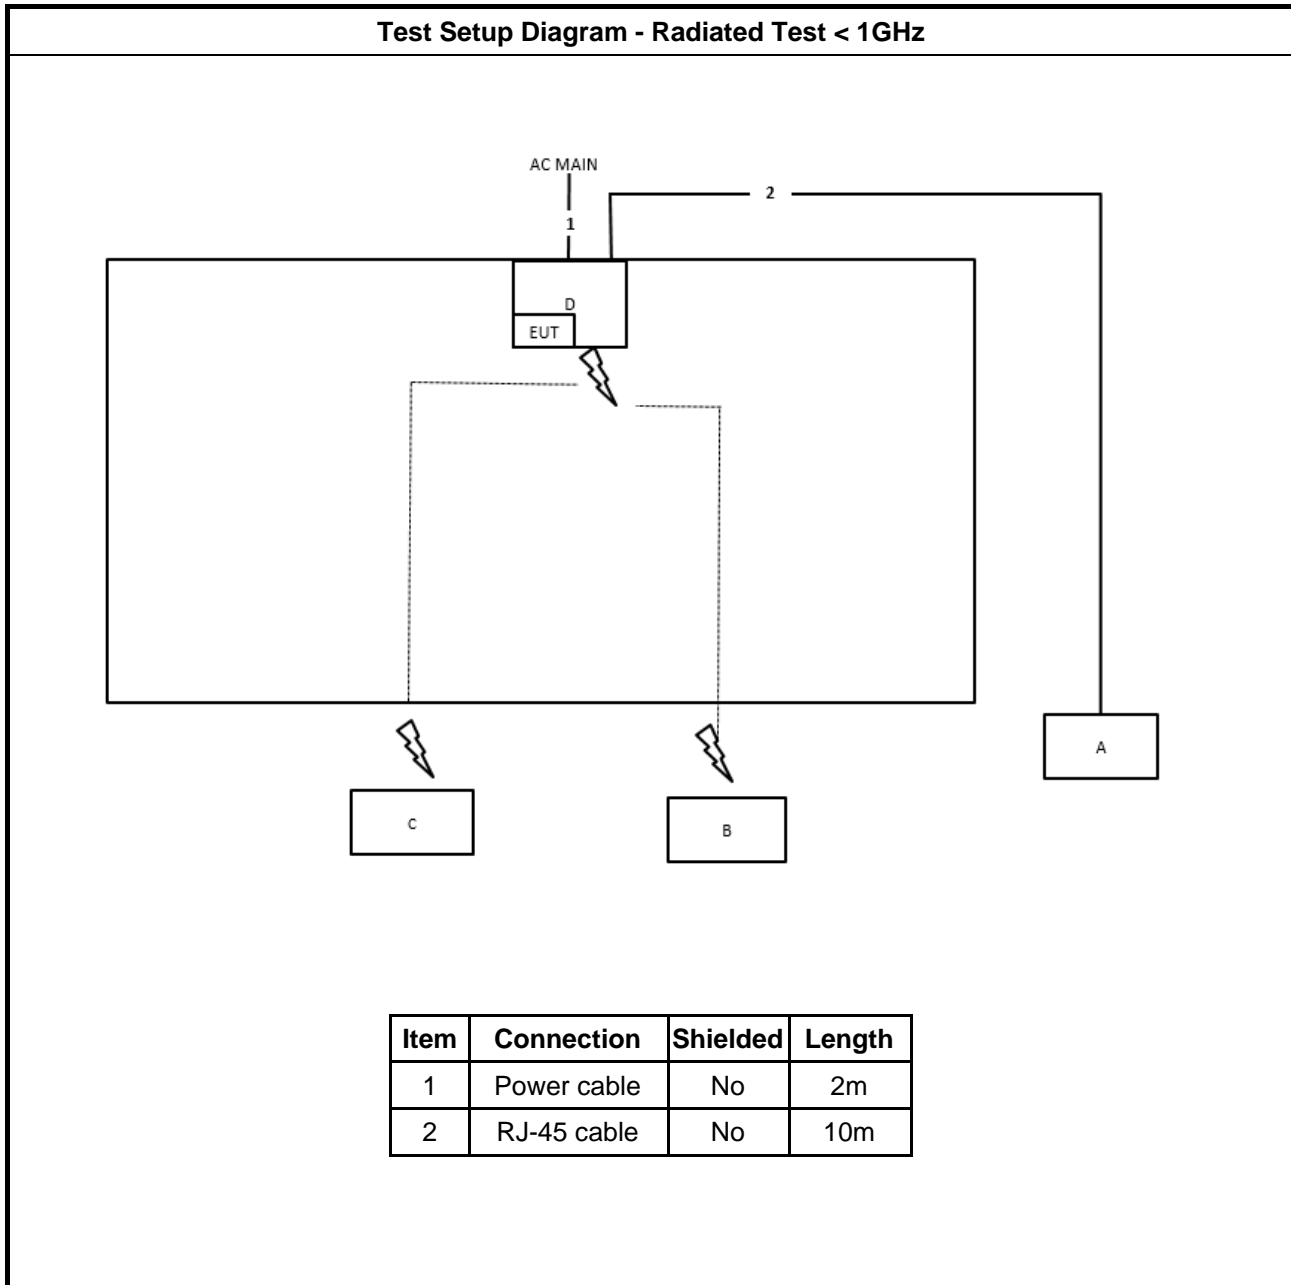 Test Setup Diagram - Radiated Test < 1GHz
AC MAIN
2
1
D
EUT
A
C
B
Item Connection Shielded Length
1 Power cable No 2m
2 RJ-45 cable No 10m